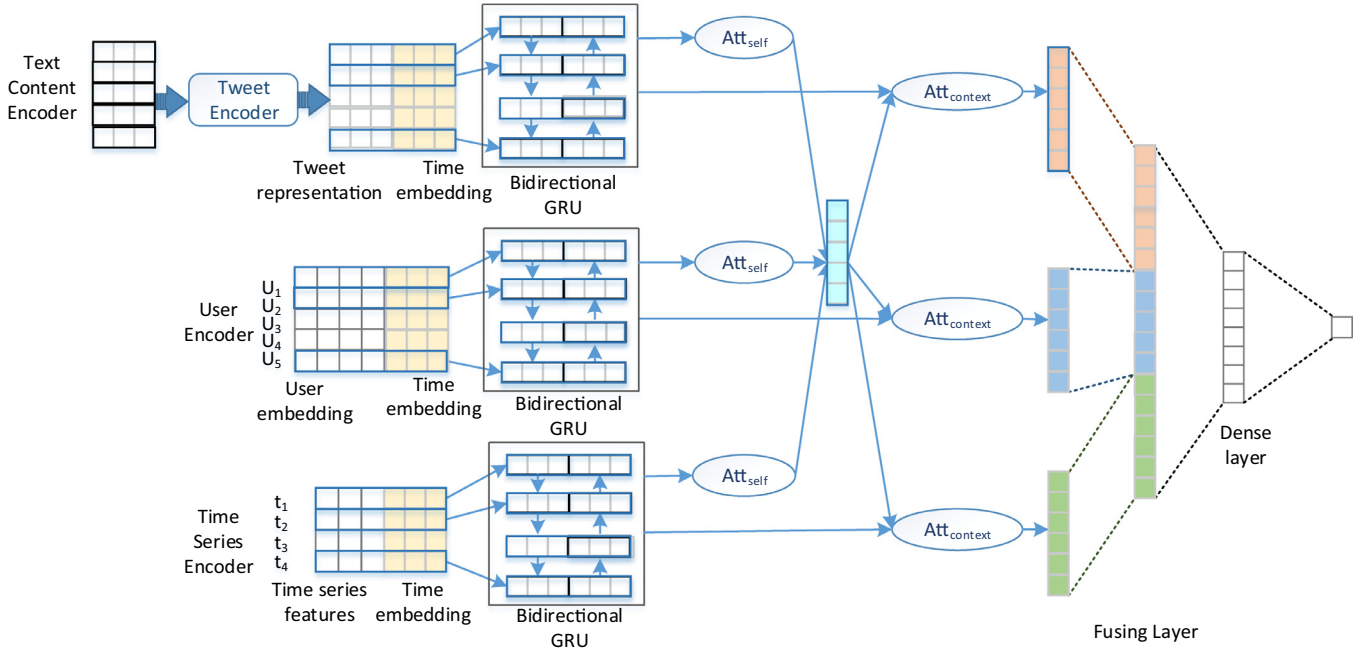 Text
Content
Encoder
Tweet
Encoder
Tweet
representation
Time
embedding
Bidirectional
GRU
Att_self
Att_context
User
Encoder
U₁
U₂
U₃
U₄
U₅
User
embedding
Time
embedding
Bidirectional
GRU
Att_self
Att_context
Time
Series
Encoder
t₁
t₂
t₃
t₄
Time series
features
Time
embedding
Bidirectional
GRU
Att_self
Att_context
Dense
layer
Fusing Layer